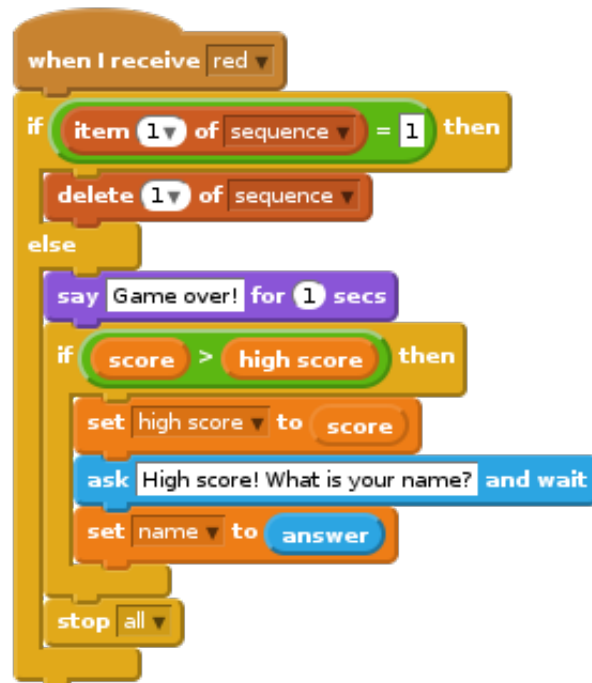 when I receive red
if item 1 of sequence = 1 then
delete 1 of sequence
else
say Game over! for 1 secs
if score > high score then
set high score to score
ask High score! What is your name? and wait
set name to answer
stop all